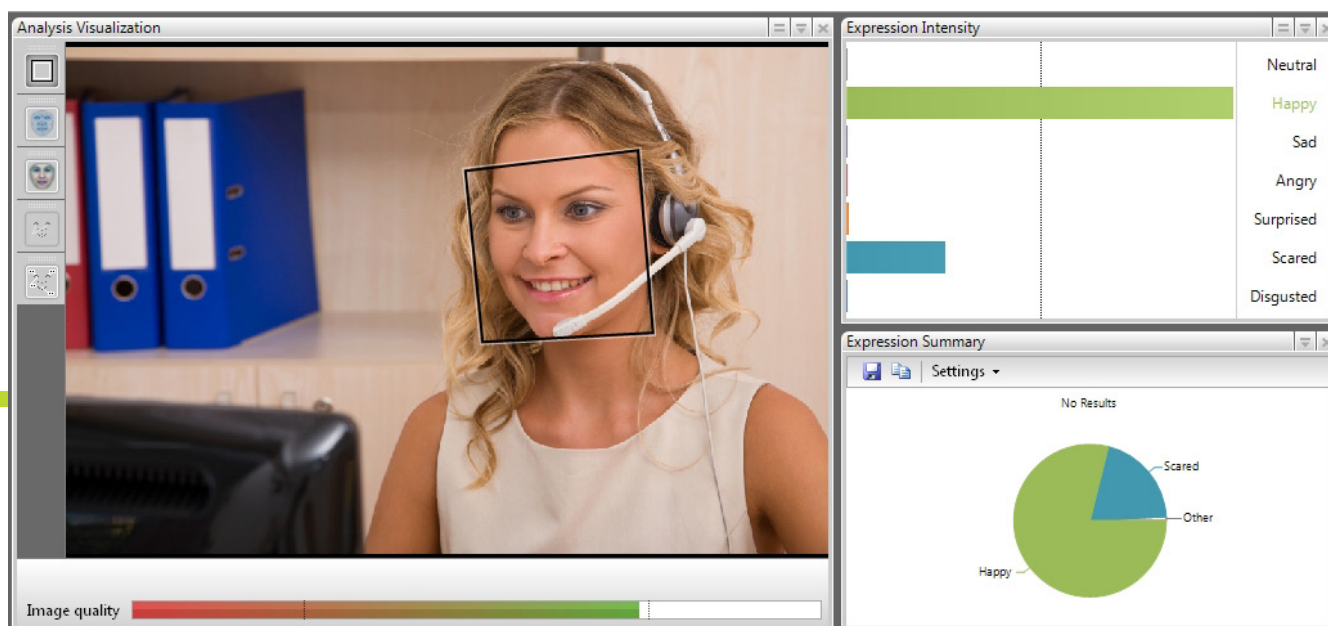 Analysis Visualization
Image quality
Expression Intensity
Neutral
Happy
Sad
Angry
Surprised
Scared
Disgusted
Expression Summary
Settings
No Results
Scared
Other
Happy